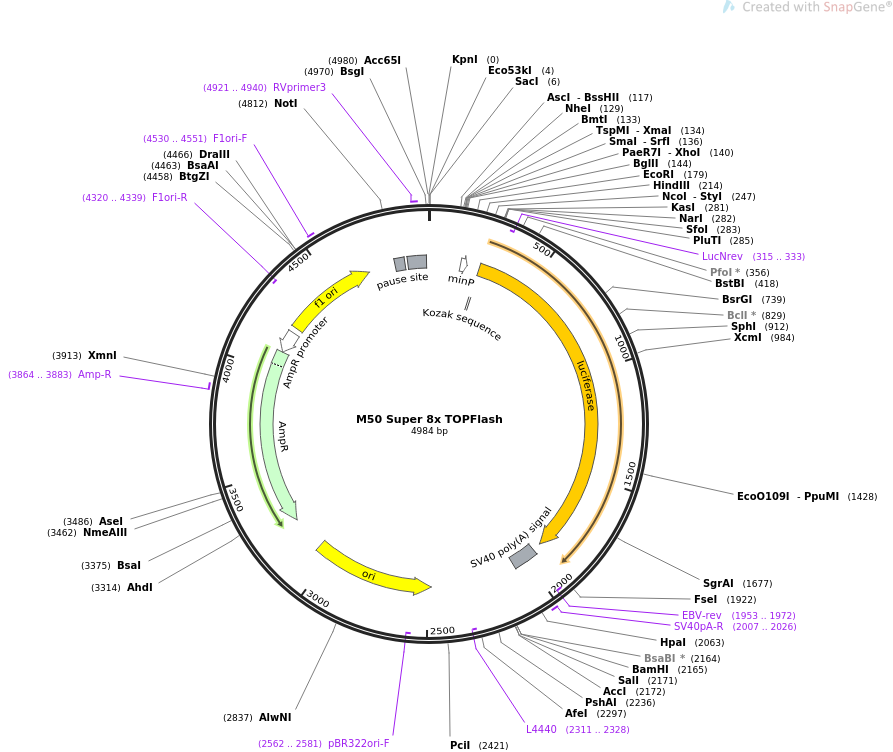 Created with SnapGene®
(4980) Acc65I
(4970) BsgI
(4921 .. 4940) RVprimer3
(4812) NotI
(4530 .. 4551) F1ori-F
(4466) DraIII
(4463) BsaAI
(4458) BtgZI
(4320 .. 4339) F1ori-R
(3913) XmnI
(3864 .. 3883) Amp-R
(3486) AseI
(3462) NmeAIII
(3375) BsaI
(3314) AhdI
(2837) AlwNI
(2562 .. 2581) pBR322ori-F
KpnI (0)
Eco53kI (4)
SacI (6)
AscI - BssHII (117)
NheI (129)
BmtI (133)
TspMI - XmaI (134)
SmaI - SrfI (136)
PaeR7I - XhoI (140)
BglII (144)
EcoRI (179)
HindIII (214)
NcoI - StyI (247)
KasI (281)
NarI (282)
SfoI (283)
PluTI (285)
LucNrev (315 .. 333)
PfoI * (356)
BstBI (418)
BsrGI (739)
BclI * (829)
SphI (912)
XcmI (984)
EcoO109I - PpuMI (1428)
SgrAI (1677)
FseI (1922)
EBV-rev (1953 .. 1972)
SV40pA-R (2007 .. 2026)
HpaI (2063)
BsaBI * (2164)
BamHI (2165)
SalI (2171)
AccI (2172)
PshAI (2236)
AfeI (2297)
L4440 (2311 .. 2328)
PciI (2421)
500
1000
1500
2000
2500
3000
3500
4000
4500
pause site
minP
Kozak sequence
luciferase
SV40 poly(A) signal
ori
AmpR
AmpR promoter
f1 ori
M50 Super 8x TOPFlash
4984 bp